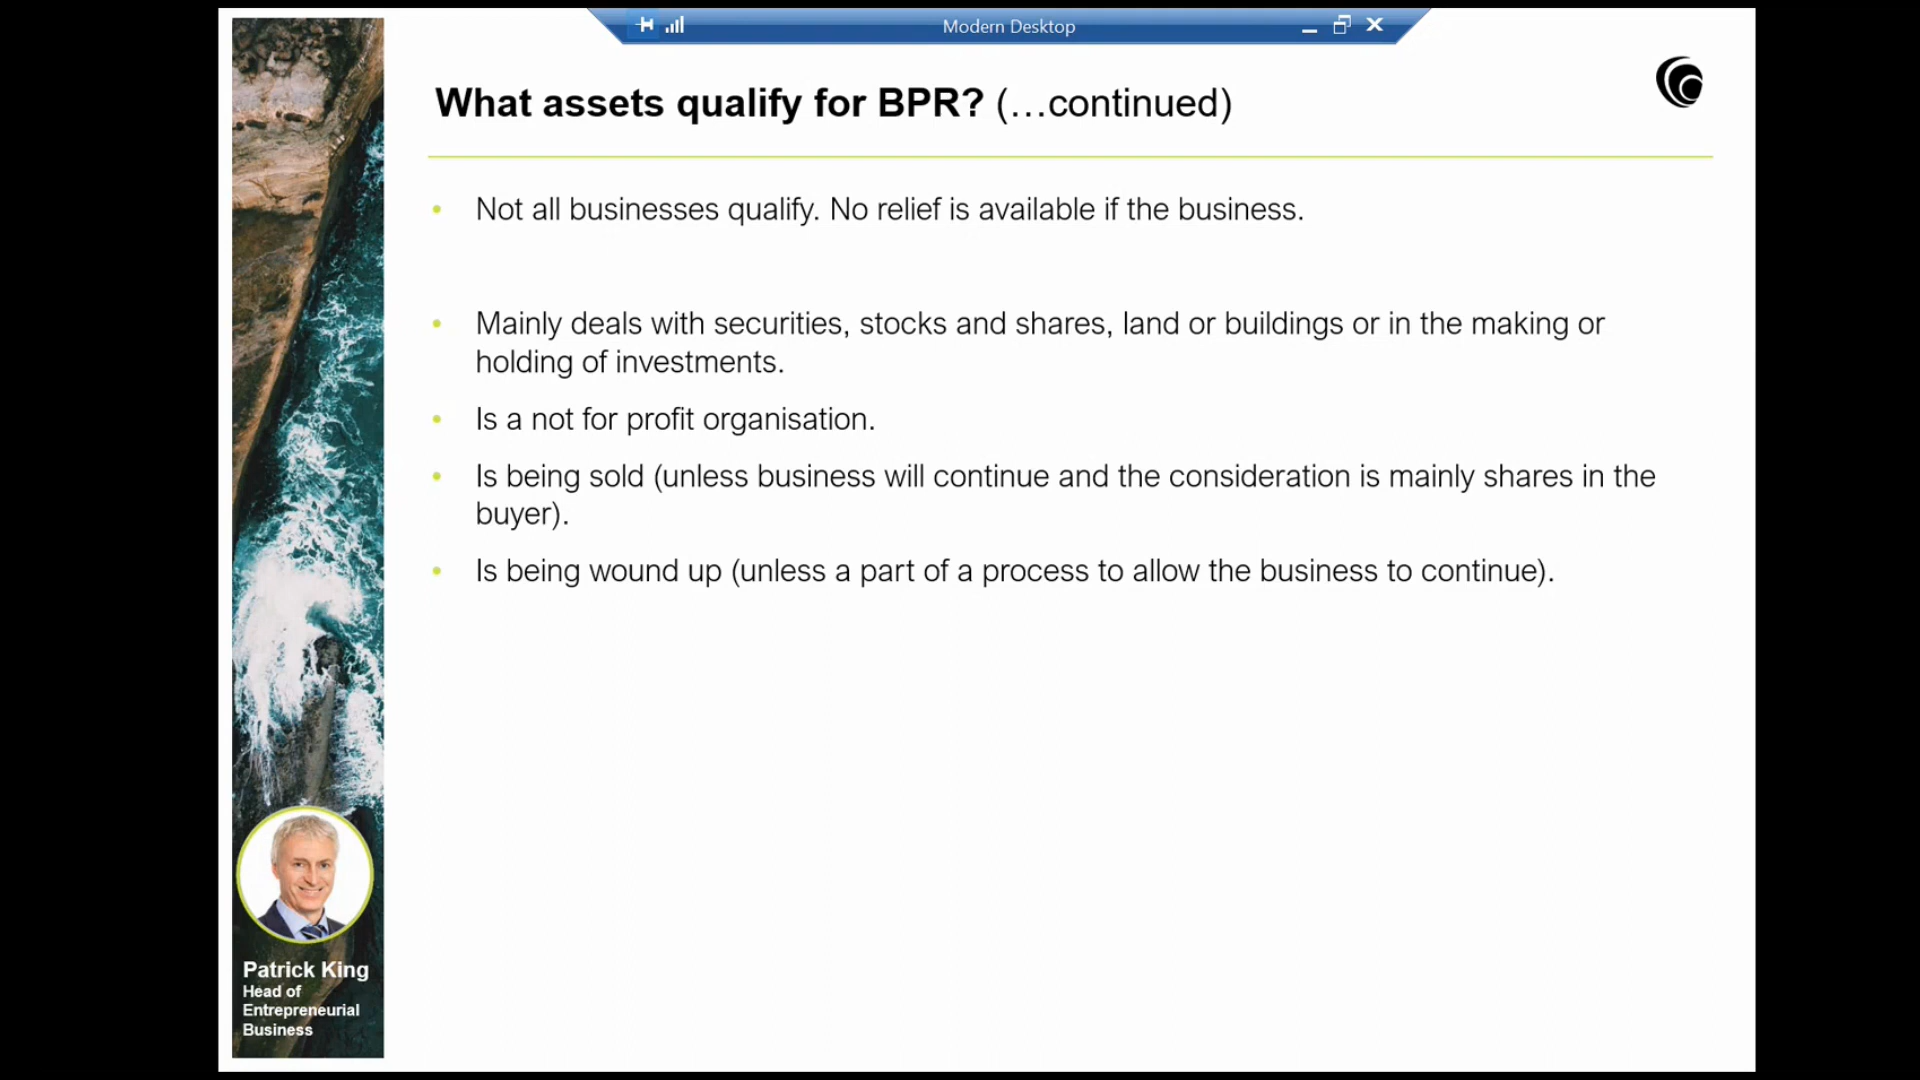 Modern Desktop
What assets qualify for BPR? (…continued)
• Not all businesses qualify. No relief is available if the business.
• Mainly deals with securities, stocks and shares, land or buildings or in the making or
holding of investments.
• Is a not for profit organisation.
• Is being sold (unless business will continue and the consideration is mainly shares in the
buyer).
• Is being wound up (unless a part of a process to allow the business to continue).
Patrick King
Head of
Entrepreneurial
Business